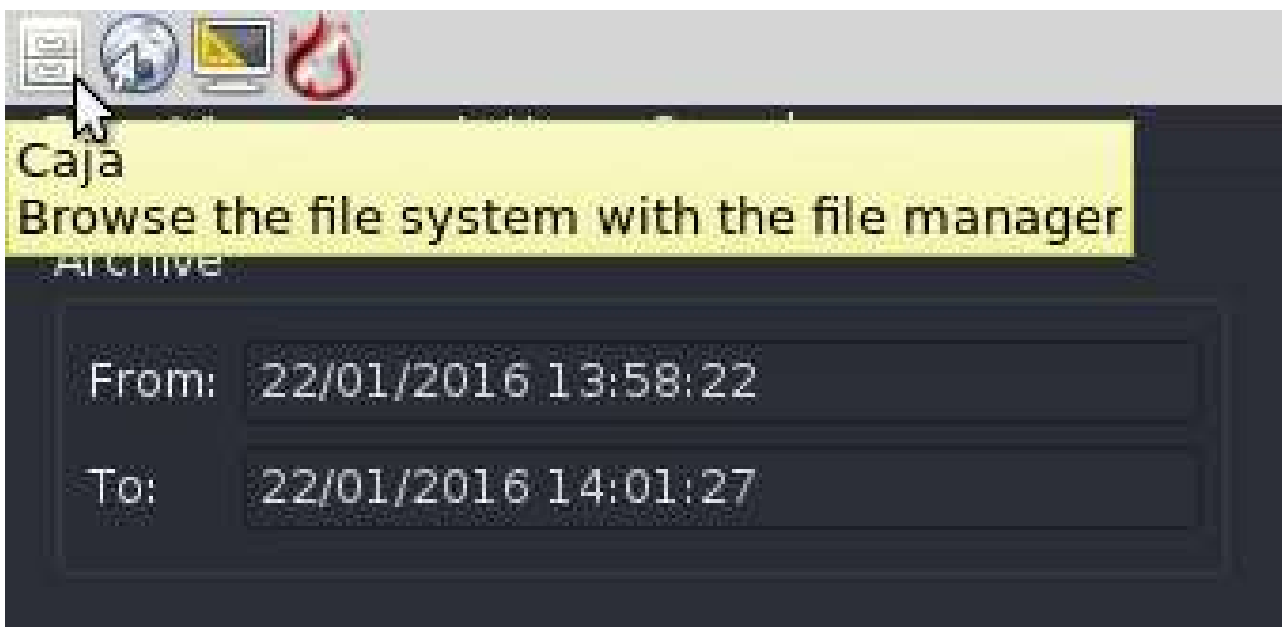 Caja
Browse the file system with the file manager
Archive
From: 22/01/2016 13:58:22
To: 22/01/2016 14:01:27